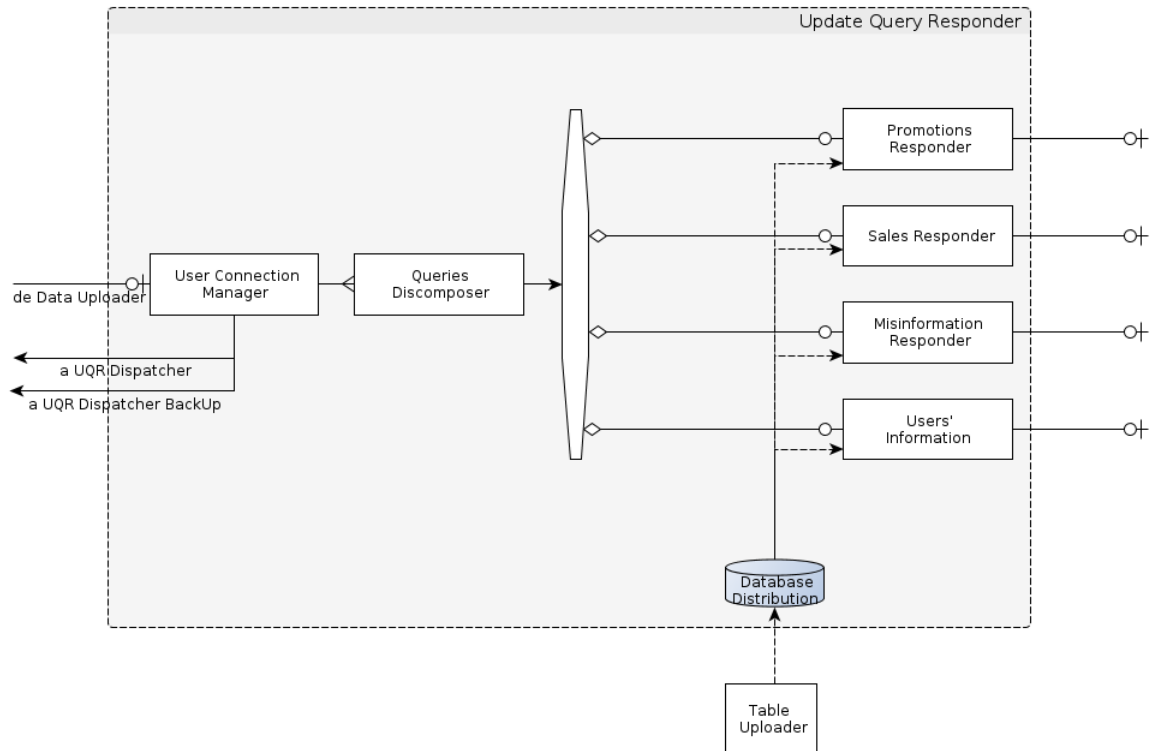 Update Query Responder
Promotions
Responder
Sales Responder
User Connection
Manager
Queries
Discomposer
de Data Uploader
Misinformation
Responder
a UQR Dispatcher
a UQR Dispatcher BackUp
Users'
Information
Database
Distribution
Table
Uploader